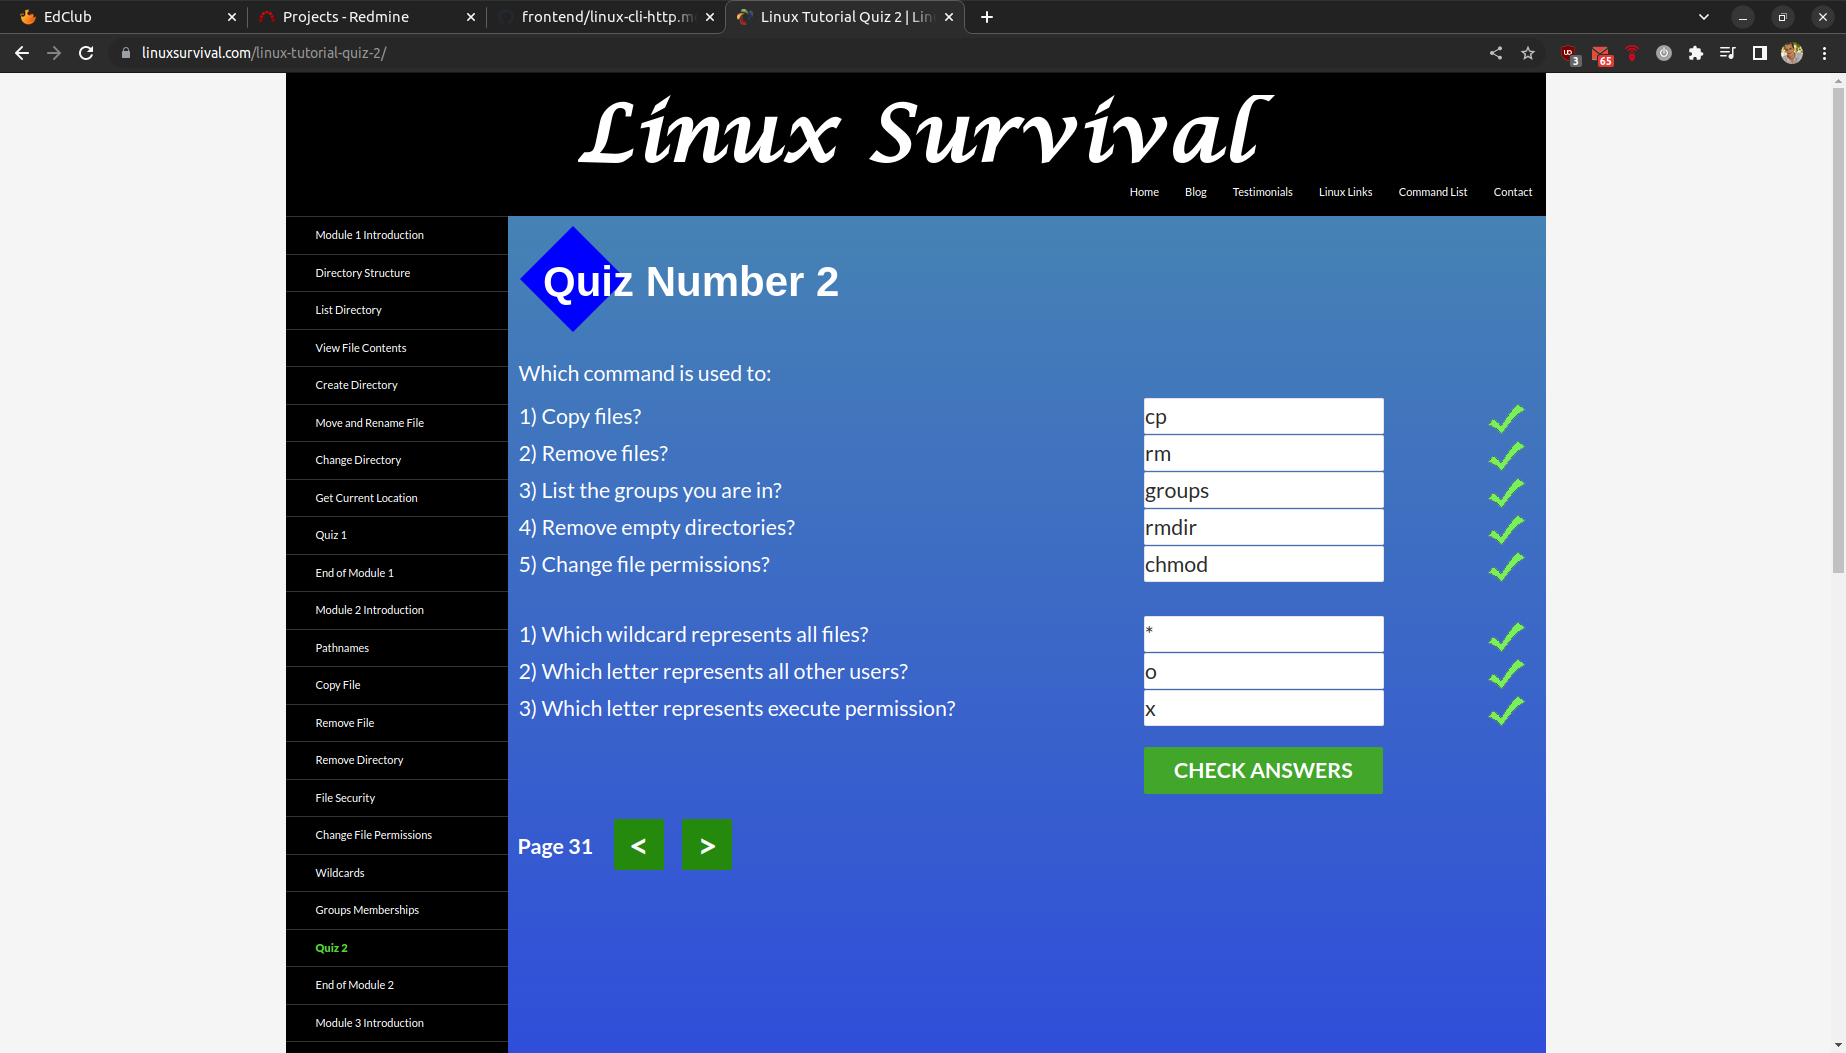 EdClub
Projects - Redmine
frontend/linux-cli-http.m
Linux Tutorial Quiz 2 | Lin
linuxsurvival.com/linux-tutorial-quiz-2/
3
65
Linux Survival
Home Blog Testimonials Linux Links Command List Contact
Module 1 Introduction
Directory Structure
List Directory
View File Contents
Create Directory
Move and Rename File
Change Directory
Get Current Location
Quiz 1
End of Module 1
Module 2 Introduction
Pathnames
Copy File
Remove File
Remove Directory
File Security
Change File Permissions
Wildcards
Groups Memberships
Quiz 2
End of Module 2
Module 3 Introduction
Quiz Number 2
Which command is used to:
1) Copy files? cp
2) Remove files? rm
3) List the groups you are in? groups
4) Remove empty directories? rmdir
5) Change file permissions? chmod
1) Which wildcard represents all files? *
2) Which letter represents all other users? o
3) Which letter represents execute permission? x
CHECK ANSWERS
Page 31 < >